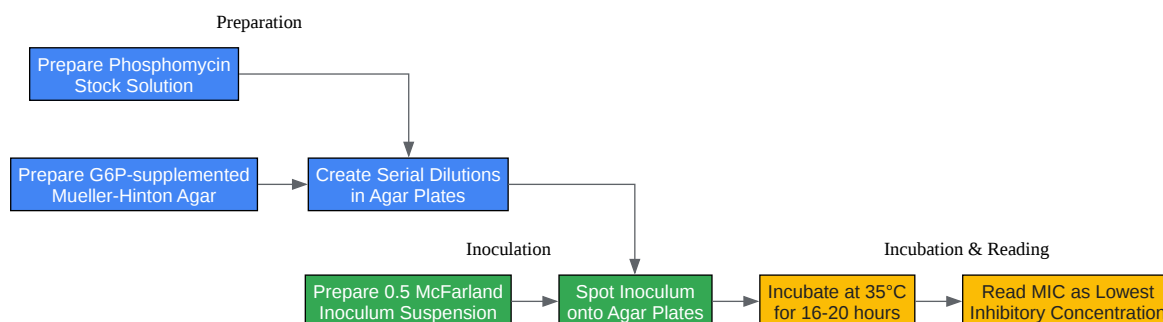 Preparation
Prepare Phosphomycin
Stock Solution
Prepare G6P-supplemented
Mueller-Hinton Agar
Create Serial Dilutions
in Agar Plates
Inoculation
Incubation & Reading
Prepare 0.5 McFarland
Inoculum Suspension
Spot Inoculum
onto Agar Plates
Incubate at 35°C
for 16-20 hours
Read MIC as Lowest
Inhibitory Concentration